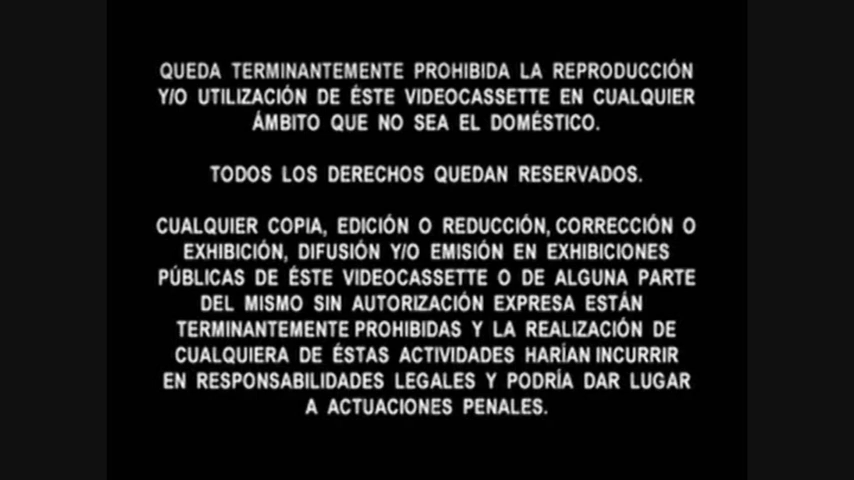 QUEDA TERMINANTEMENTE PROHIBIDA LA REPRODUCCIÓN
Y/O UTILIZACIÓN DE ÉSTE VIDEOCASSETTE EN CUALQUIER
ÁMBITO QUE NO SEA EL DOMÉSTICO.
TODOS LOS DERECHOS QUEDAN RESERVADOS.
CUALQUIER COPIA, EDICIÓN O REDUCCIÓN, CORRECCIÓN O
EXHIBICIÓN, DIFUSIÓN Y/O EMISIÓN EN EXHIBICIONES
PÚBLICAS DE ÉSTE VIDEOCASSETTE O DE ALGUNA PARTE
DEL MISMO SIN AUTORIZACIÓN EXPRESA ESTÁN
TERMINANTEMENTE PROHIBIDAS Y LA REALIZACIÓN DE
CUALQUIERA DE ÉSTAS ACTIVIDADES HARÍAN INCURRIR
EN RESPONSABILIDADES LEGALES Y PODRÍA DAR LUGAR
A ACTUACIONES PENALES.